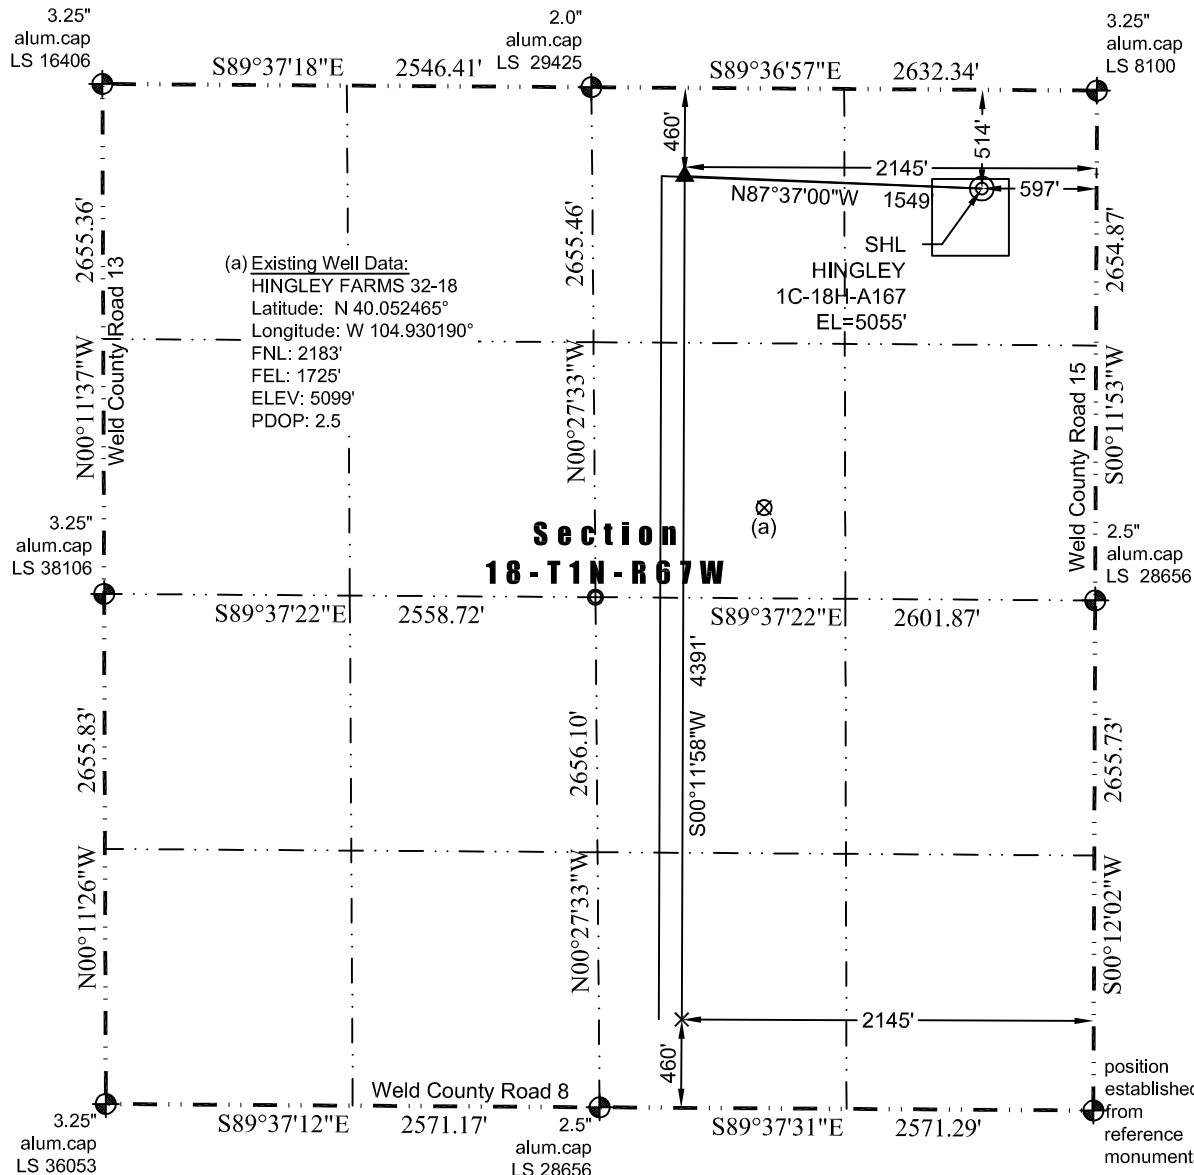 3.25"
alum.cap
LS 16406
2.0"
alum.cap
LS 29425
3.25"
alum.cap
LS 8100
S89°37'18"E 2546.41'
S89°36'57"E 2632.34'
460'
514'
2145'
N87°37'00"W 1549'
597'
SHL
HINGLEY
1C-18H-A167
EL=5055'
2655.36'
N00°11'37"W
Weld County Road 13
(a) Existing Well Data:
HINGLEY FARMS 32-18
Latitude: N 40.052465°
Longitude: W 104.930190°
FNL: 2183'
FEL: 1725'
ELEV: 5099'
PDOP: 2.5
2655.46'
N00°27'33"W
2654.87'
S00°11'53"W
Weld County Road 15
(a)
3.25"
alum.cap
LS 38106
Section
18-T1N-R67W
2.5"
alum.cap
LS 28656
S89°37'22"E 2558.72'
S89°37'22"E 2601.87'
S00°11'58"W 4391'
2655.83'
N00°11'26"W
2656.10'
N00°27'33"W
2655.73'
S00°12'02"W
2145'
460'
Weld County Road 8
3.25"
alum.cap
LS 36053
S89°37'12"E 2571.17'
2.5"
alum.cap
LS 28656
S89°37'31"E 2571.29'
position
established
from
reference
monument